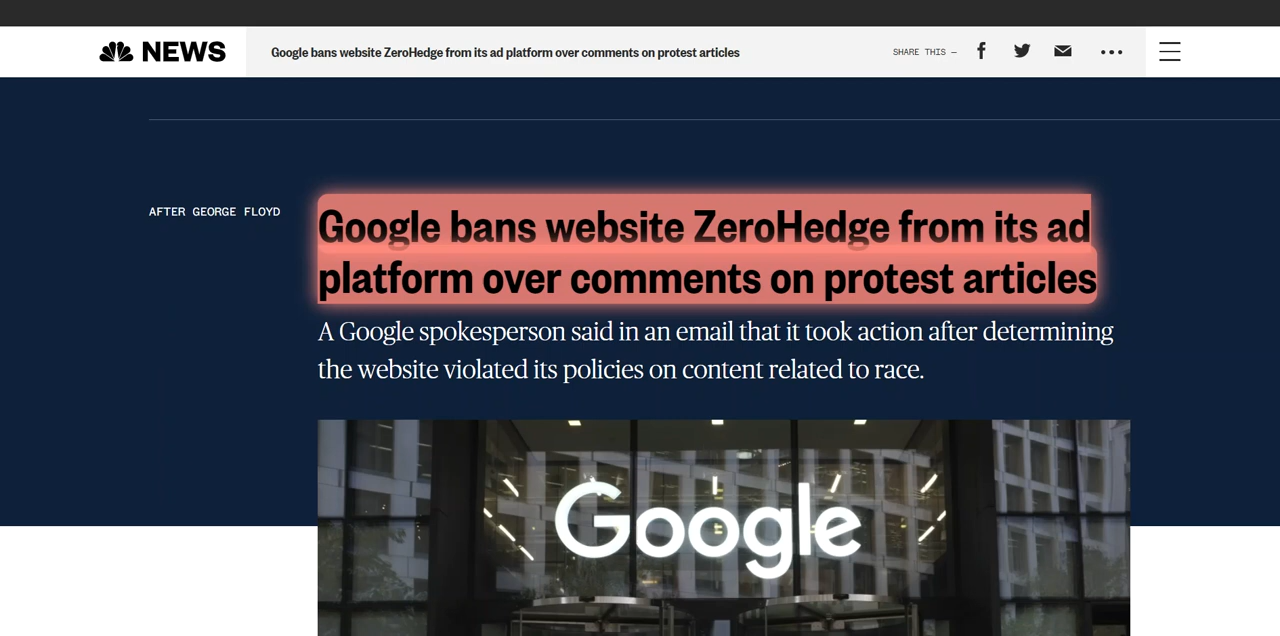 NEWS
Google bans website ZeroHedge from its ad platform over comments on protest articles
SHARE THIS —
AFTER GEORGE FLOYD
Google bans website ZeroHedge from its ad
platform over comments on protest articles
A Google spokesperson said in an email that it took action after determining
the website violated its policies on content related to race.
Google